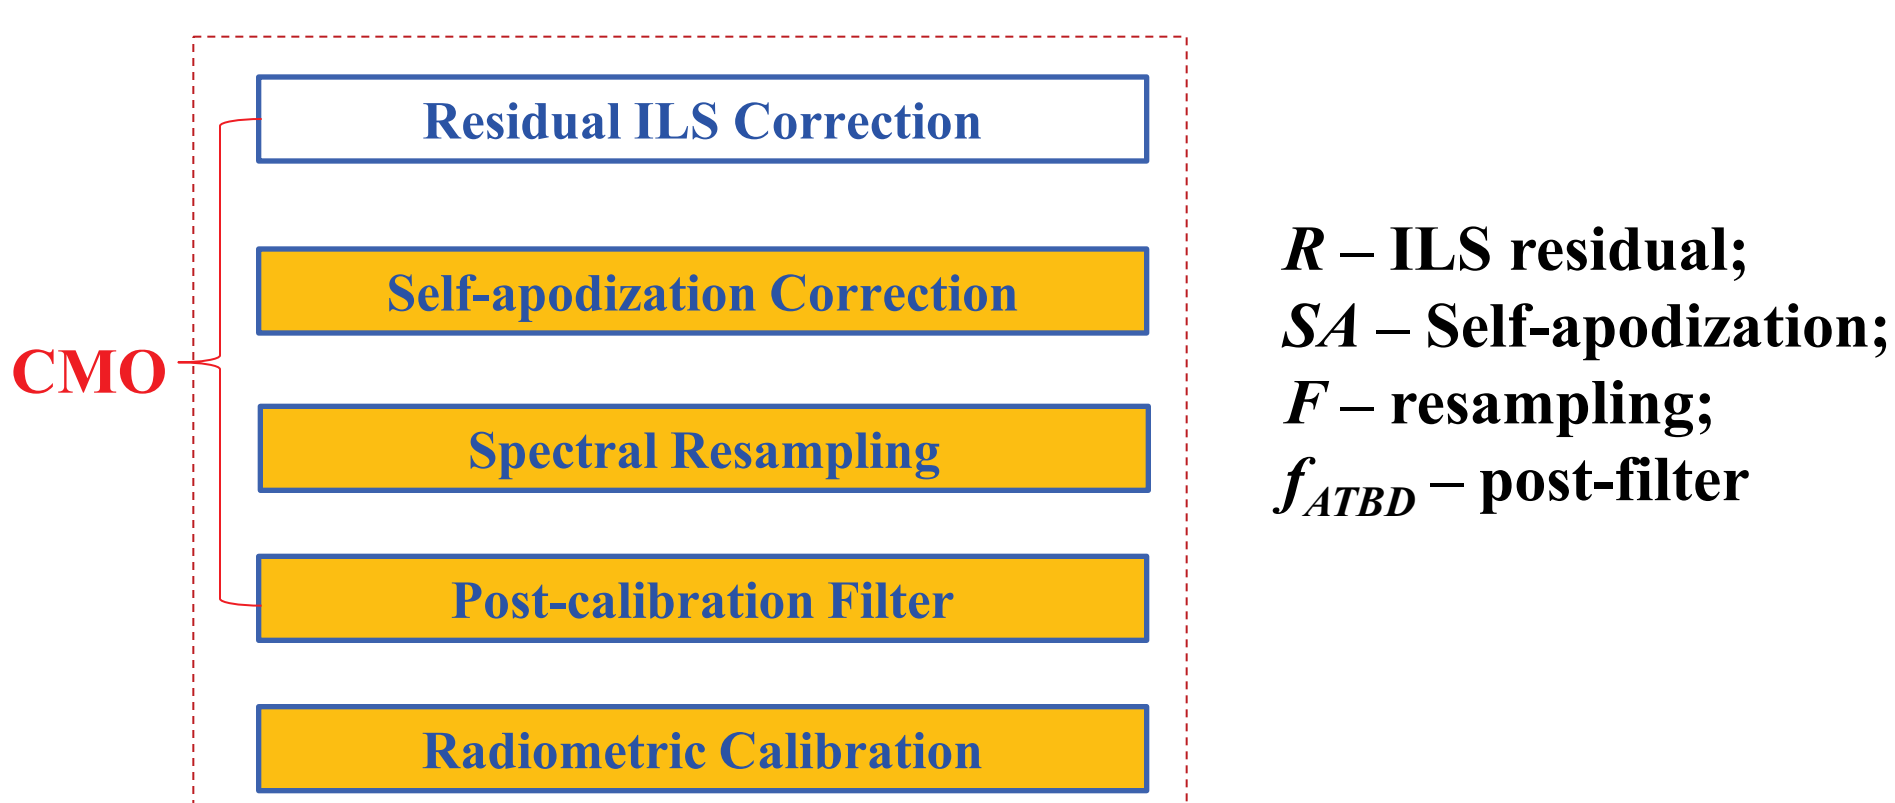 Residual ILS Correction
Self-apodization Correction
CMO
Spectral Resampling
Post-calibration Filter
Radiometric Calibration
R – ILS residual;
SA – Self-apodization;
F – resampling;
f_ATBD – post-filter